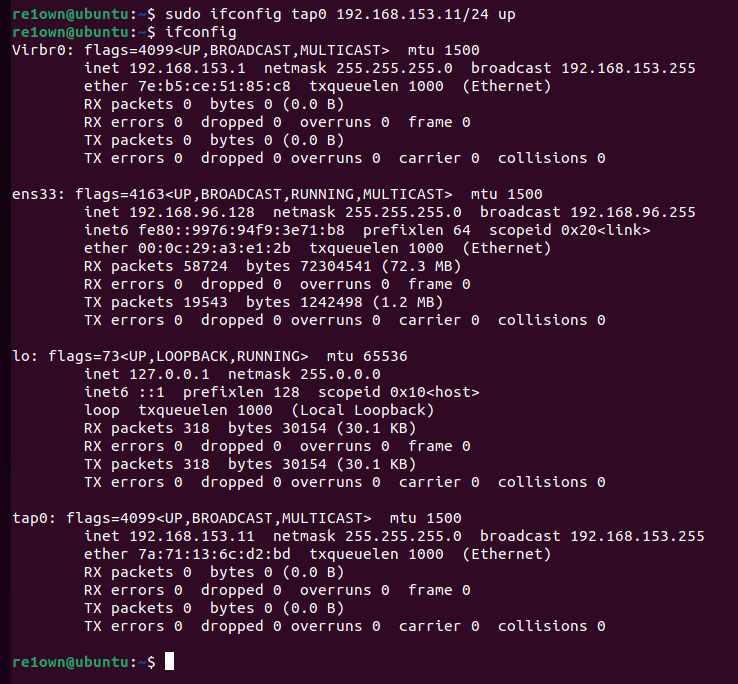 re1own@ubuntu:~$ sudo ifconfig tap0 192.168.153.11/24 up
re1own@ubuntu:~$ ifconfig
Virbr0: flags=4099<UP,BROADCAST,MULTICAST>  mtu 1500
        inet 192.168.153.1  netmask 255.255.255.0  broadcast 192.168.153.255
        ether 7e:b5:ce:51:85:c8  txqueuelen 1000  (Ethernet)
        RX packets 0  bytes 0 (0.0 B)
        RX errors 0  dropped 0  overruns 0  frame 0
        TX packets 0  bytes 0 (0.0 B)
        TX errors 0  dropped 0 overruns 0  carrier 0  collisions 0

ens33: flags=4163<UP,BROADCAST,RUNNING,MULTICAST>  mtu 1500
        inet 192.168.96.128  netmask 255.255.255.0  broadcast 192.168.96.255
        inet6 fe80::9976:94f9:3e71:b8  prefixlen 64  scopeid 0x20<link>
        ether 00:0c:29:a3:e1:2b  txqueuelen 1000  (Ethernet)
        RX packets 58724  bytes 72304541 (72.3 MB)
        RX errors 0  dropped 0  overruns 0  frame 0
        TX packets 19543  bytes 1242498 (1.2 MB)
        TX errors 0  dropped 0 overruns 0  carrier 0  collisions 0

lo: flags=73<UP,LOOPBACK,RUNNING>  mtu 65536
        inet 127.0.0.1  netmask 255.0.0.0
        inet6 ::1  prefixlen 128  scopeid 0x10<host>
        loop  txqueuelen 1000  (Local Loopback)
        RX packets 318  bytes 30154 (30.1 KB)
        RX errors 0  dropped 0  overruns 0  frame 0
        TX packets 318  bytes 30154 (30.1 KB)
        TX errors 0  dropped 0 overruns 0  carrier 0  collisions 0

tap0: flags=4099<UP,BROADCAST,MULTICAST>  mtu 1500
        inet 192.168.153.11  netmask 255.255.255.0  broadcast 192.168.153.255
        ether 7a:71:13:6c:d2:bd  txqueuelen 1000  (Ethernet)
        RX packets 0  bytes 0 (0.0 B)
        RX errors 0  dropped 0  overruns 0  frame 0
        TX packets 0  bytes 0 (0.0 B)
        TX errors 0  dropped 0 overruns 0  carrier 0  collisions 0

re1own@ubuntu:~$